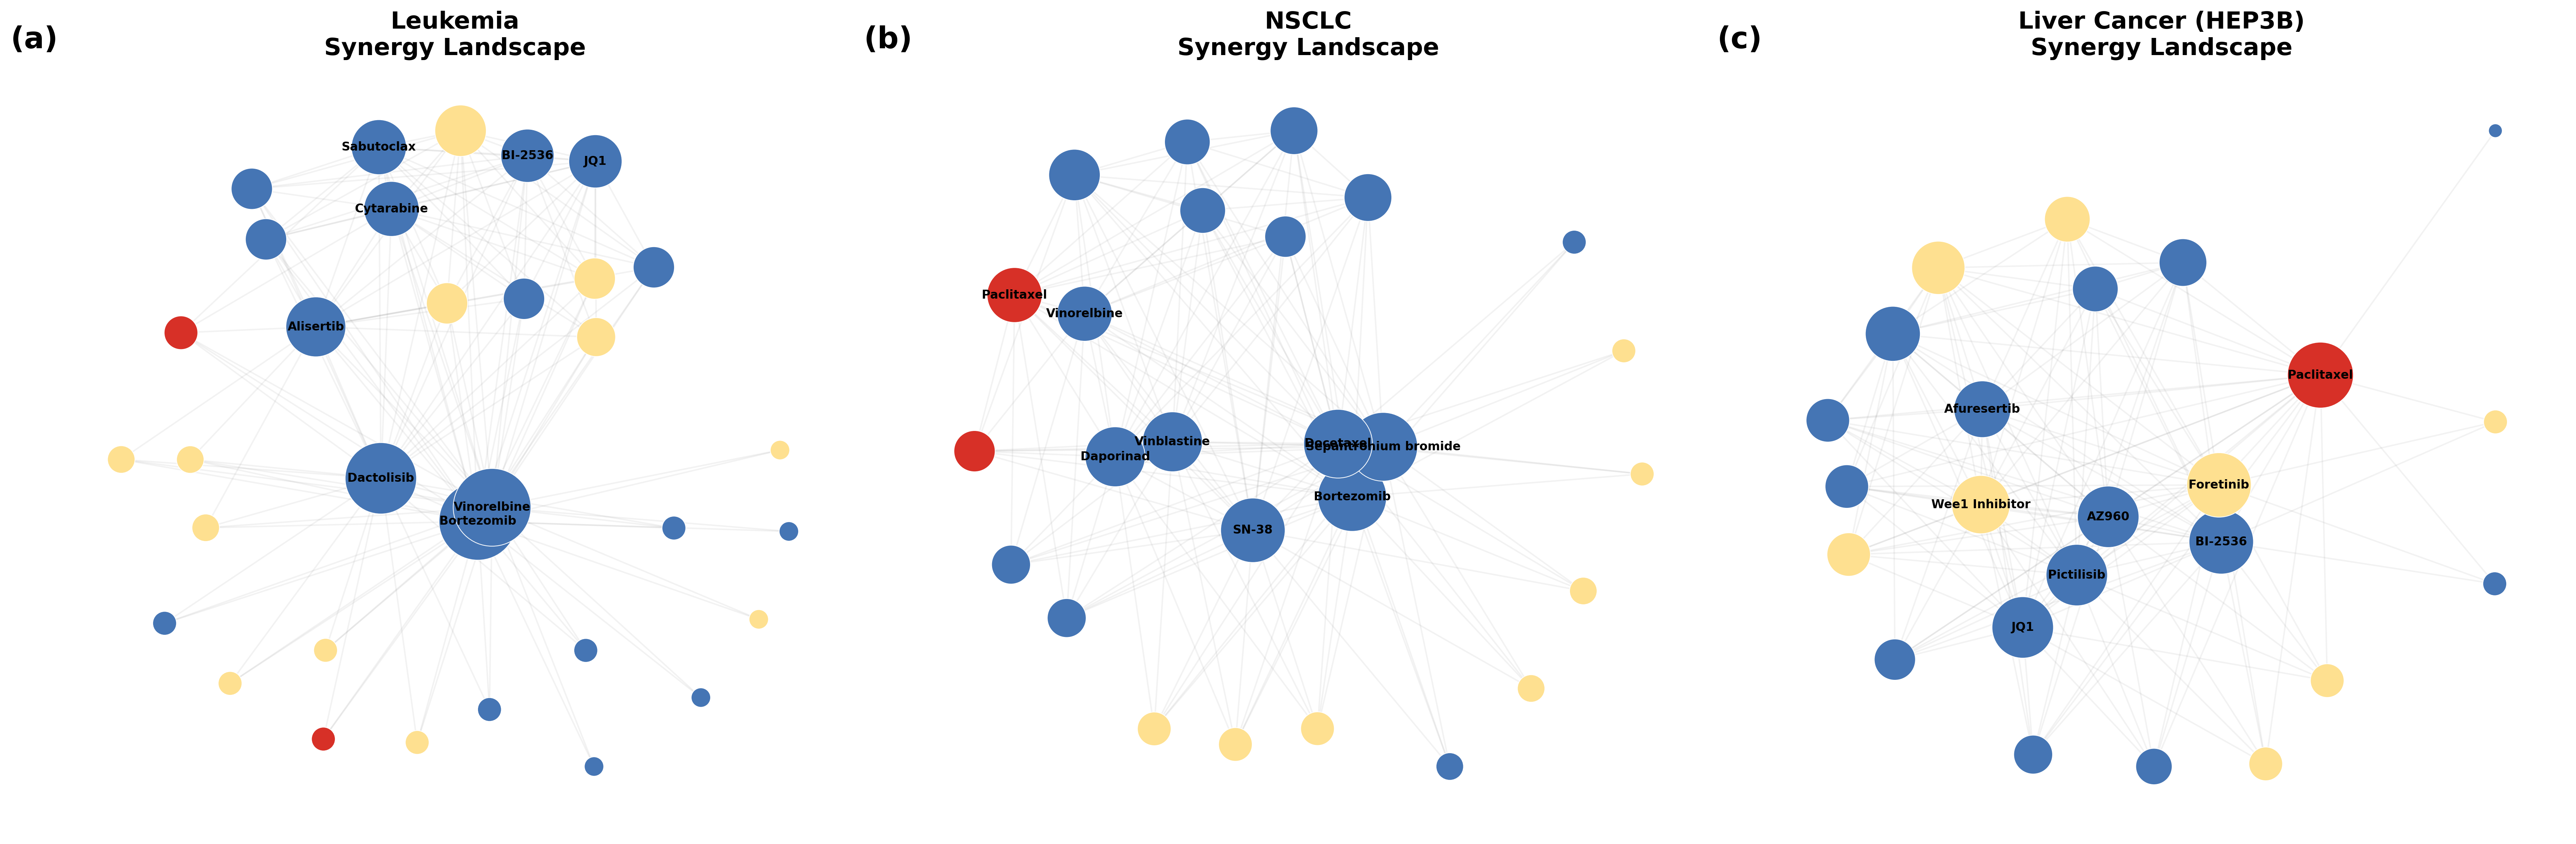 (a)
Leukemia
Synergy Landscape
Sabutoclax
BI-2536
JQ1
Cytarabine
Alisertib
Dactolisib
Vinorelbine
Bortezomib
(b)
NSCLC
Synergy Landscape
Paclitaxel
Vinorelbine
Vinblastine
Daporinad
Docetaxel
Sepantronium bromide
Bortezomib
SN-38
(c)
Liver Cancer (HEP3B)
Synergy Landscape
Paclitaxel
Afuresertib
Foretinib
Wee1 Inhibitor
AZ960
BI-2536
Pictilisib
JQ1